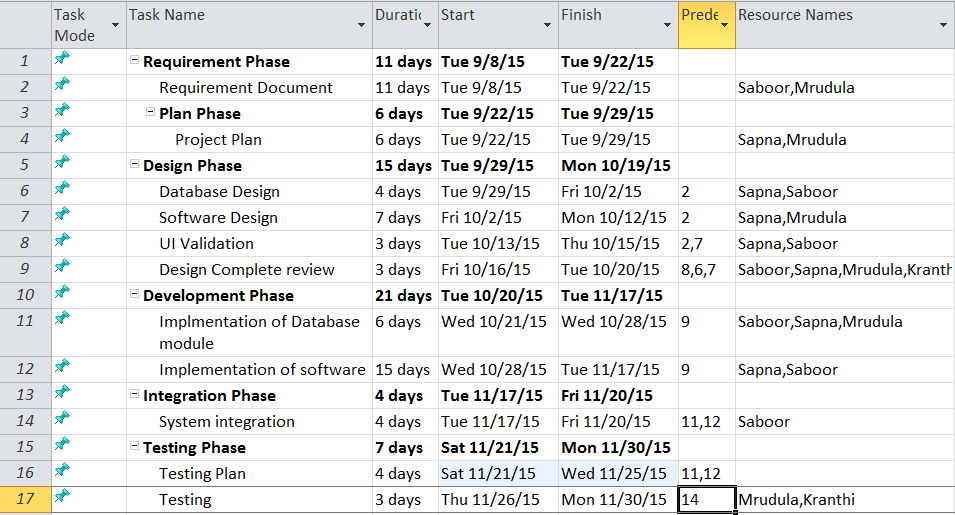 Task Mode Task Name Duratic Start Finish Prede Resource Names
1 Requirement Phase 11 days Tue 9/8/15 Tue 9/22/15
2 Requirement Document 11 days Tue 9/8/15 Tue 9/22/15 Saboor,Mrudula
3 Plan Phase 6 days Tue 9/22/15 Tue 9/29/15
4 Project Plan 6 days Tue 9/22/15 Tue 9/29/15 Sapna,Mrudula
5 Design Phase 15 days Tue 9/29/15 Mon 10/19/15
6 Database Design 4 days Tue 9/29/15 Fri 10/2/15 2 Sapna,Saboor
7 Software Design 7 days Fri 10/2/15 Mon 10/12/15 2 Sapna,Mrudula
8 UI Validation 3 days Tue 10/13/15 Thu 10/15/15 2,7 Sapna,Saboor
9 Design Complete review 3 days Fri 10/16/15 Tue 10/20/15 8,6,7 Saboor,Sapna,Mrudula,Kranth
10 Development Phase 21 days Tue 10/20/15 Tue 11/17/15
11 Implmentation of Database module 6 days Wed 10/21/15 Wed 10/28/15 9 Saboor,Sapna,Mrudula
12 Implementation of software 15 days Wed 10/28/15 Tue 11/17/15 9 Sapna,Saboor
13 Integration Phase 4 days Tue 11/17/15 Fri 11/20/15
14 System integration 4 days Tue 11/17/15 Fri 11/20/15 11,12 Saboor
15 Testing Phase 7 days Sat 11/21/15 Mon 11/30/15
16 Testing Plan 4 days Sat 11/21/15 Wed 11/25/15 11,12
17 Testing 3 days Thu 11/26/15 Mon 11/30/15 14 Mrudula,Kranthi